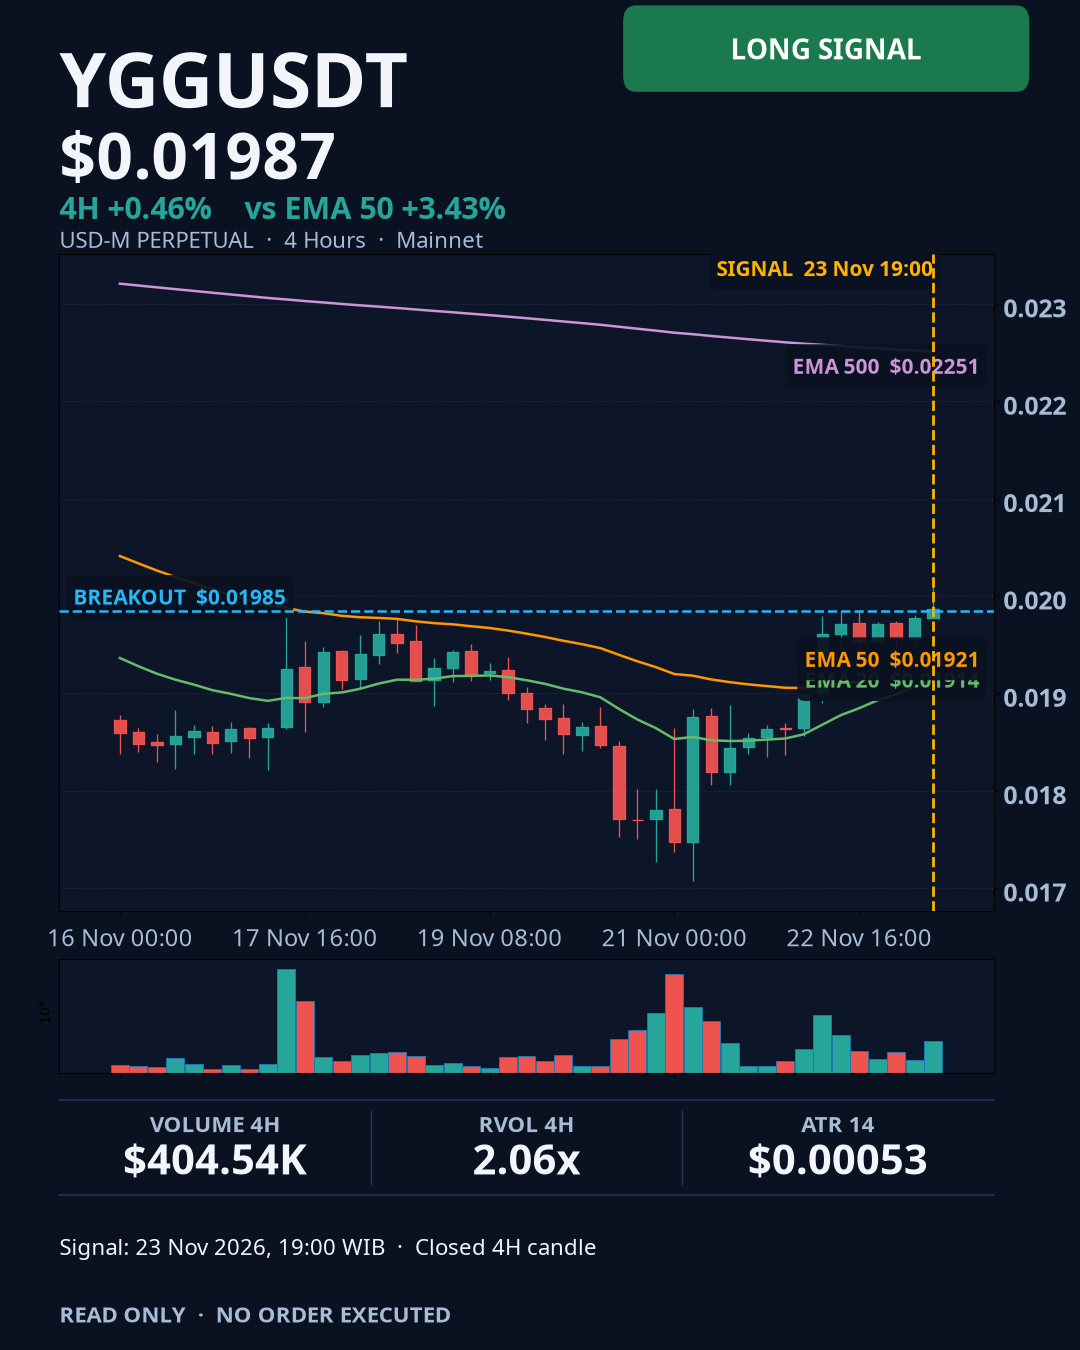 LONG SIGNAL
YGGUSDT
$0.01987
4H +0.46% vs EMA 50 +3.43%
USD-M PERPETUAL · 4 Hours · Mainnet
SIGNAL 23 Nov 19:00
0.023
EMA 500 $0.02251
0.022
0.021
BREAKOUT $0.01985
0.020
EMA 50 $0.01921
EMA 20 $0.01914
0.019
0.018
0.017
16 Nov 00:00 17 Nov 16:00 19 Nov 08:00 21 Nov 00:00 22 Nov 16:00
10⁶
VOLUME 4H RVOL 4H ATR 14
$404.54K 2.06x $0.00053
Signal: 23 Nov 2026, 19:00 WIB · Closed 4H candle
READ ONLY · NO ORDER EXECUTED